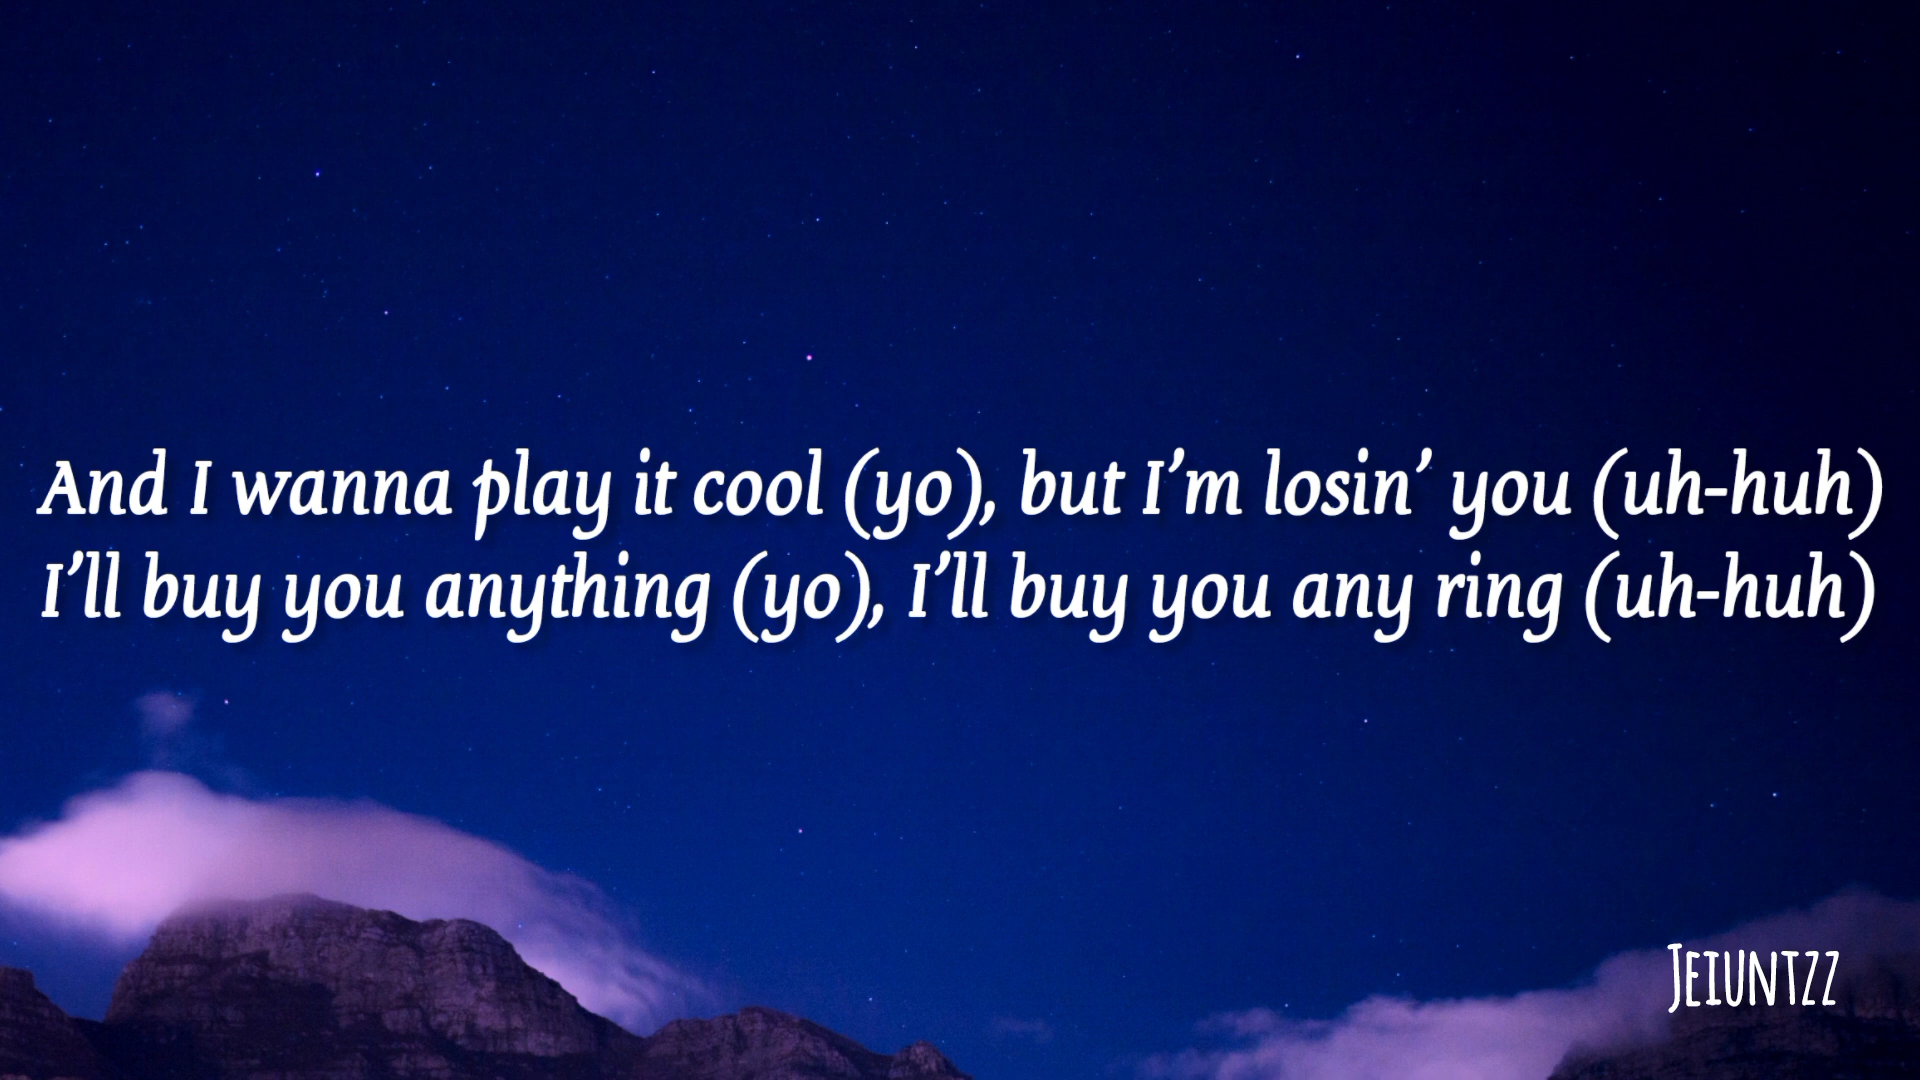 And I wanna play it cool (yo), but I’m losin’ you (uh-huh)
I’ll buy you anything (yo), I’ll buy you any ring (uh-huh)
Jeiuntzz